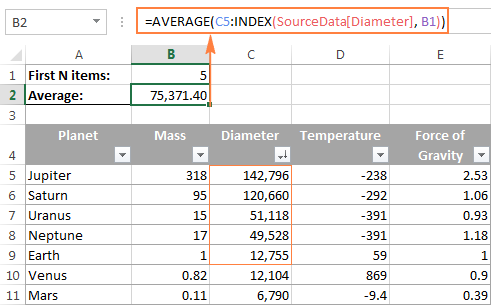 B2 fx =AVERAGE(C5:INDEX(SourceData[Diameter], B1))
A B C D E
1 First N items: 5
2 Average: 75,371.40
3
4 Planet Mass Diameter Temperature Force of Gravity
5 Jupiter 318 142,796 -238 2.53
6 Saturn 95 120,660 -292 1.06
7 Uranus 15 51,118 -391 0.93
8 Neptune 17 49,528 -391 1.18
9 Earth 1 12,755 59 1
10 Venus 0.82 12,104 869 0.9
11 Mars 0.11 6,790 -9.4 0.39